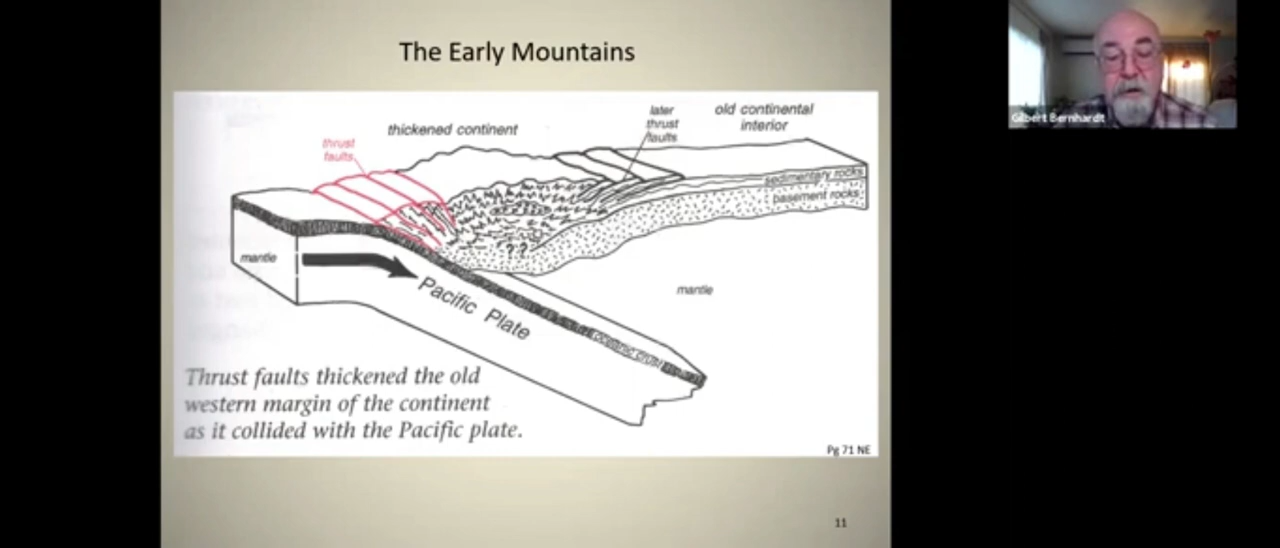 The Early Mountains
later
thrust
faults
old continental
interior
thickened continent
thrust
faults
sedimentary rocks
basement rocks
mantle
??
mantle
Pacific Plate
oceanic crust
Thrust faults thickened the old
western margin of the continent
as it collided with the Pacific plate.
Pg 71 NE
11
Gilbert Bernhardt